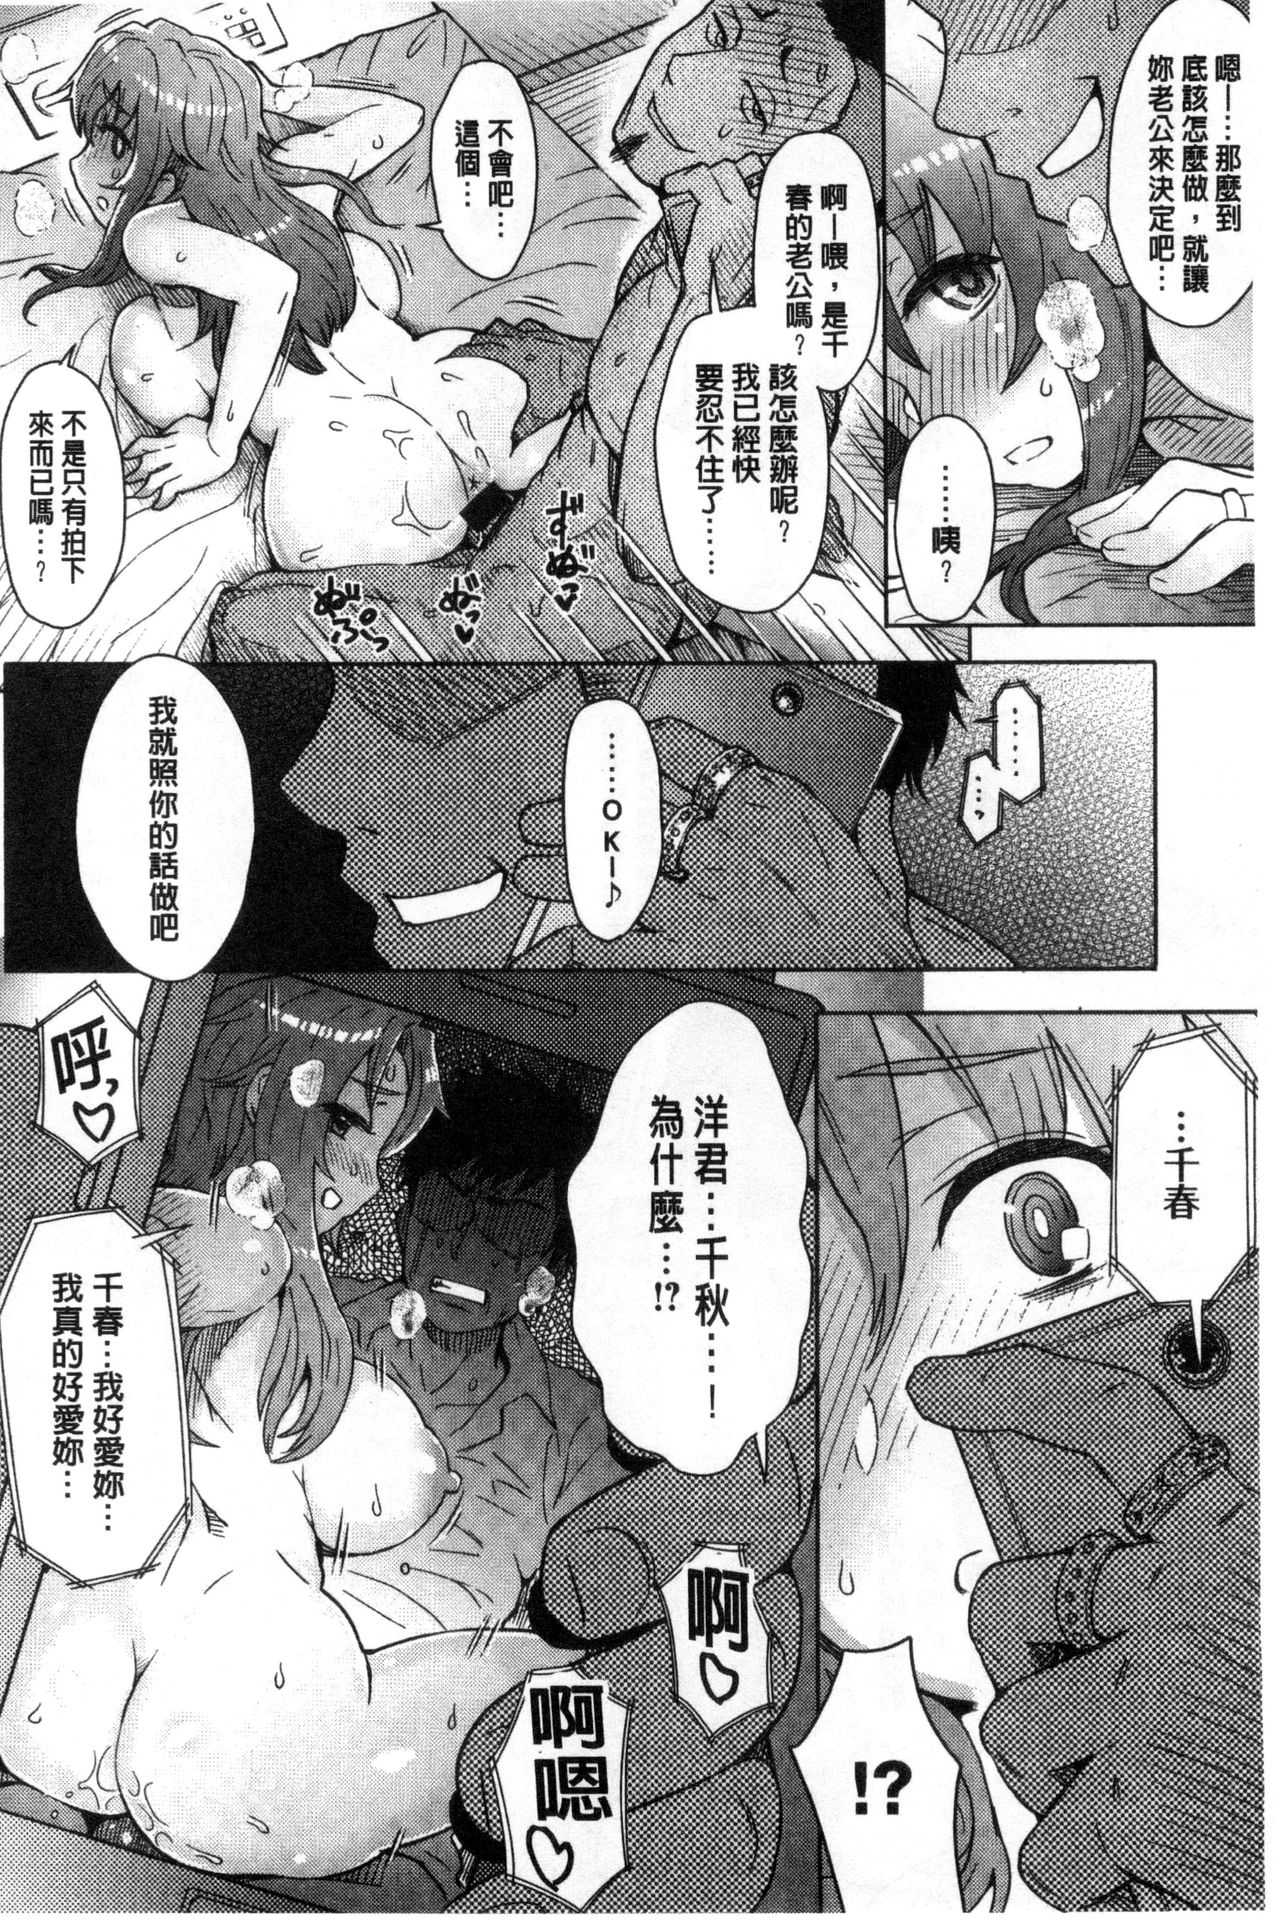 嗯—…那麼到
底該怎麼做，就讓
妳老公來決定吧…
……咦？
啊—喂，是千
春的老公嗎？
該怎麼辦呢？
我已經快
要忍不住了……
不會吧…
這個…
不是只有拍下
來而已嗎…？
ずぬっ
ぬっ
ぬぷっ
……
…，
……OK—♪
我就照你的話做吧
…千春
!?
洋君…千秋…！
為什麼…!?
呼，♡
千春…我好愛妳…
我真的好愛妳…
啊♡
啊嗯♡